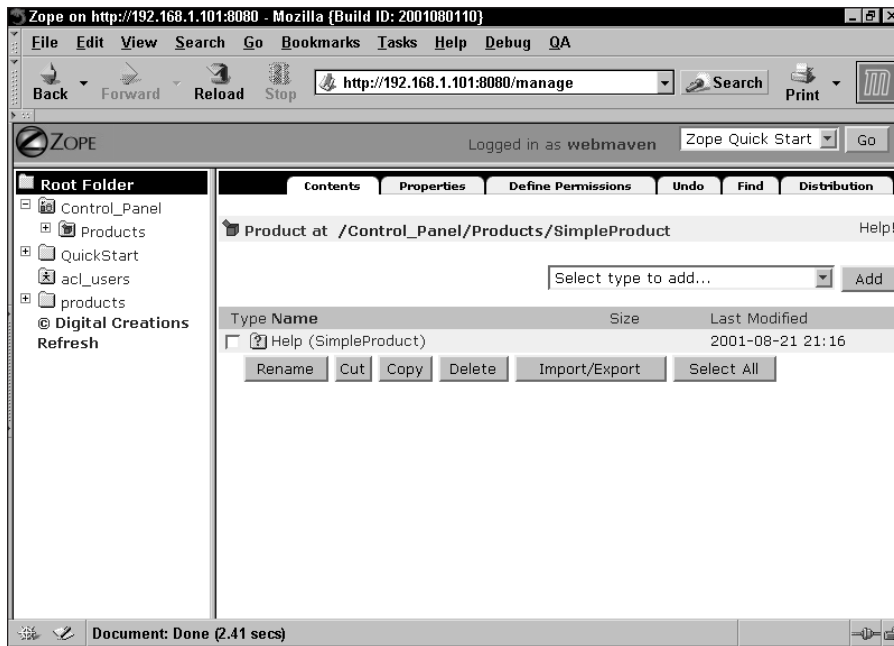 Zope on http://192.168.1.101:8080 - Mozilla {Build ID: 2001080110}
File Edit View Search Go Bookmarks Tasks Help Debug QA
Back Forward Reload Stop http://192.168.1.101:8080/manage Search Print m
ZOPE Logged in as webmaven Zope Quick Start Go
Root Folder
Control_Panel
Products
QuickStart
acl_users
products
© Digital Creations
Refresh
Contents Properties Define Permissions Undo Find Distribution
Product at /Control_Panel/Products/SimpleProduct Help!
Select type to add... Add
Type Name Size Last Modified
Help (SimpleProduct) 2001-08-21 21:16
Rename Cut Copy Delete Import/Export Select All
Document: Done (2.41 secs)